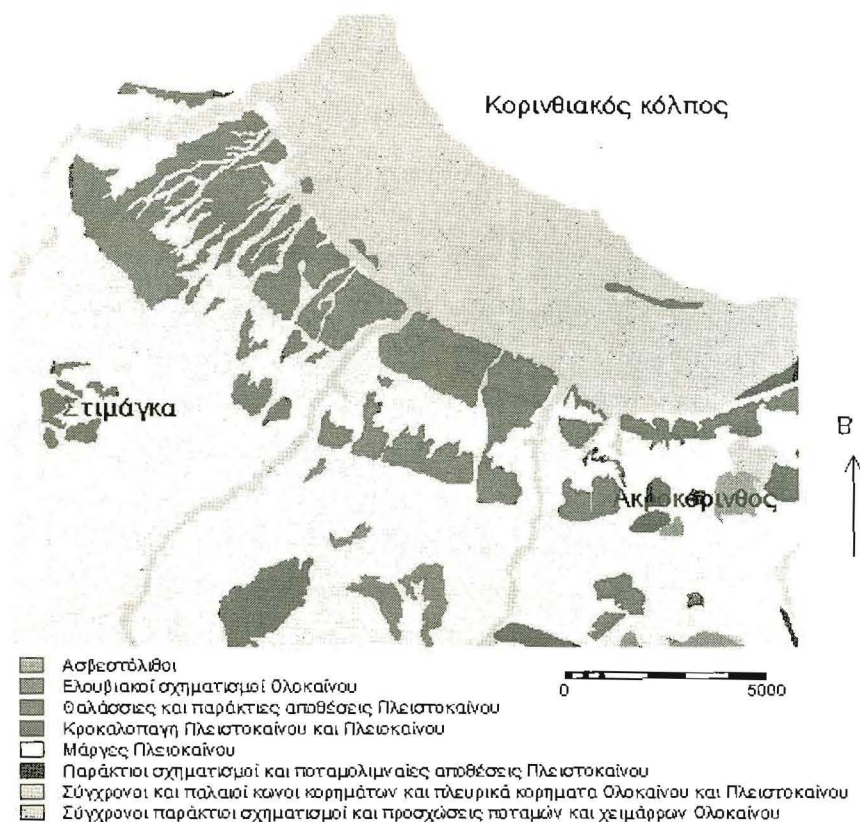 Κορινθιακός κόλπος
Στιμάγκα
Β
Ακροκόρινθος
Ασβεστόλιθοι
Ελουβιακοί σχηματισμοί Ολοκαίνου
Θαλάσσιες και παράκτιες αποθέσεις Πλειστοκαίνου
Κροκαλοπαγή Πλειστοκαίνου και Πλειοκαίνου
Μάργες Πλειοκαίνου
Παράκτιοι σχηματισμοί και ποταμολιμναίες αποθέσεις Πλειστοκαίνου
Σύγχρονοι και παλαιοί κώνοι κορημάτων και πλευρικά κορηματα Ολοκαίνου και Πλειστοκαίνου
Σύγχρονοι παράκτιοι σχηματισμοί και προσχώσεις ποταμών και χειμάρρων Ολοκαίνου
0 5000